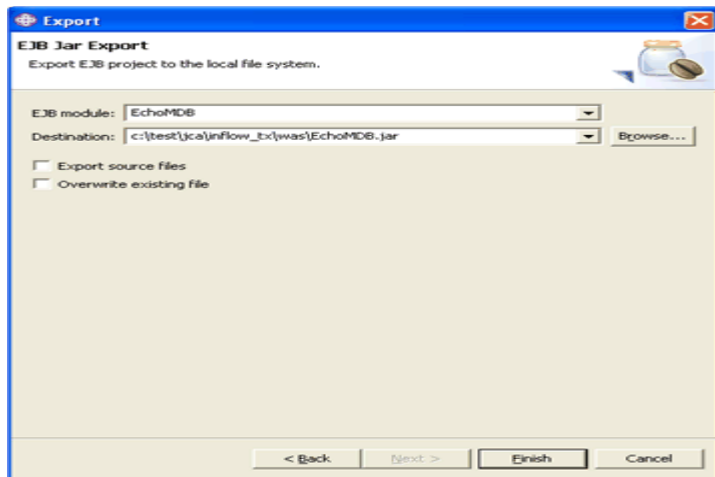 Export
EJB Jar Export
Export EJB project to the local file system.
EJB module: EchoMDB
Destination: c:\test\jca\inflow_tx\was\EchoMDB.jar Browse...
Export source files
Overwrite existing file
< Back Next > Finish Cancel